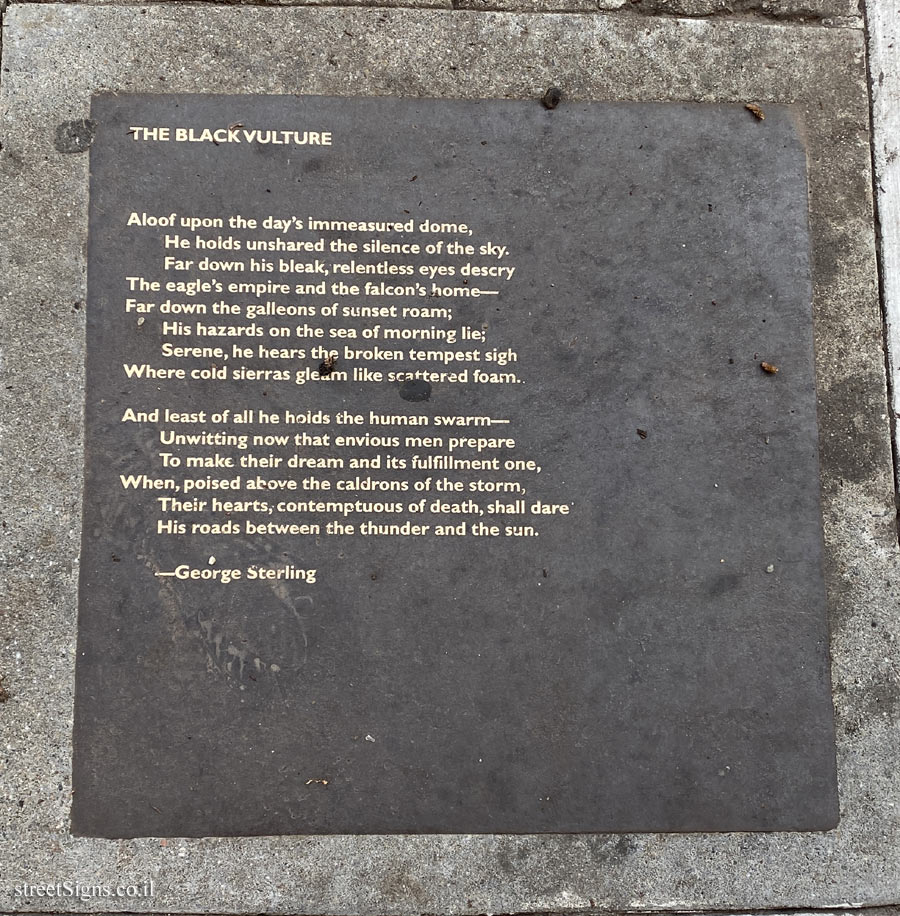 THE BLACK VULTURE
Aloof upon the day's immeasured dome,
He holds unshared the silence of the sky.
Far down his bleak, relentless eyes descry
The eagle's empire and the falcon's home—
Far down the galleons of sunset roam;
His hazards on the sea of morning lie;
Serene, he hears the broken tempest sigh
Where cold sierras gleam like scattered foam.
And least of all he holds the human swarm—
Unwitting now that envious men prepare
To make their dream and its fulfillment one,
When, poised above the caldrons of the storm,
Their hearts, contemptuous of death, shall dare
His roads between the thunder and the sun.
—George Sterling
streetSigns.co.il